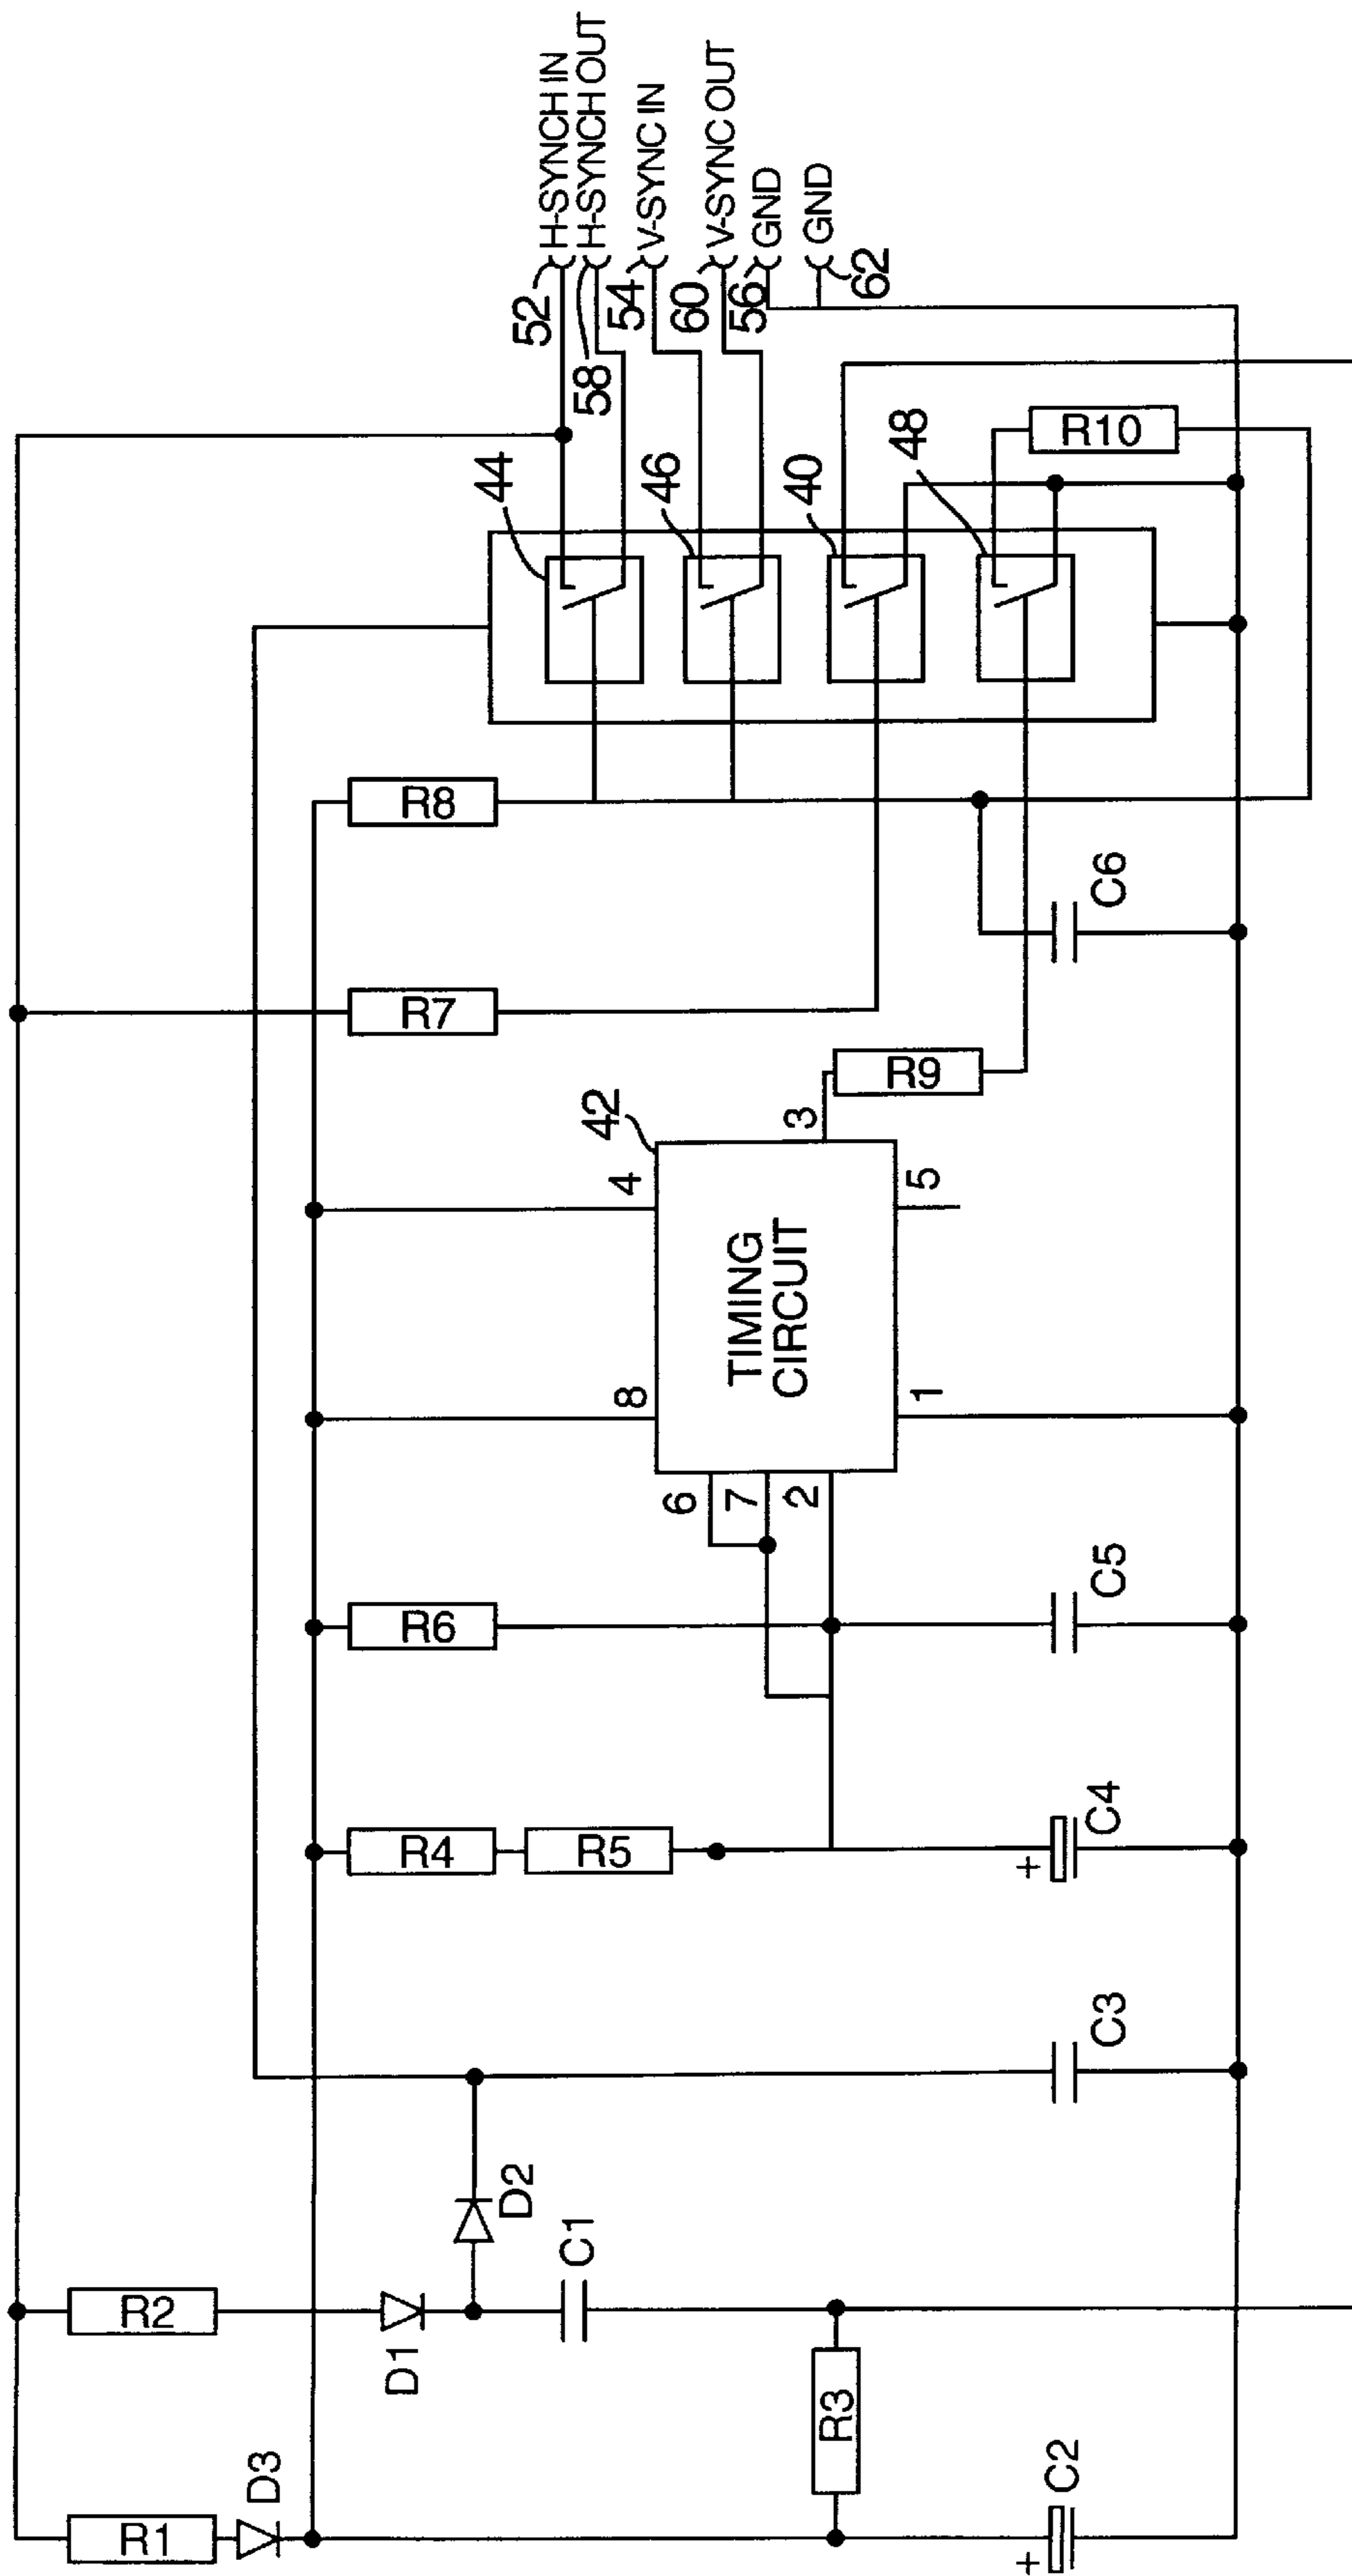 H-SYNCH IN
H-SYNCH OUT
V-SYNC IN
V-SYNC OUT
GND
GND
52
58
54
60
56
62
44
46
40
48
R10
R8
R7
C6
R9
42
4
3
8
5
TIMING
CIRCUIT
1
6
7
2
R6
C5
R4
R5
+
C4
C3
D2
R2
D1
C1
R3
R1
D3
+
C2